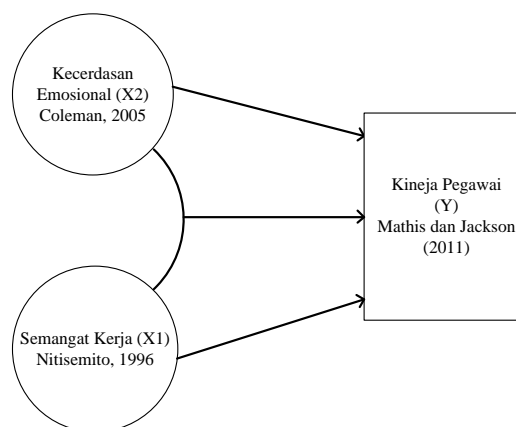 Kecerdasan
Emosional (X2)
Coleman, 2005
Kineja Pegawai
(Y)
Mathis dan Jackson
(2011)
Semangat Kerja (X1)
Nitisemito, 1996